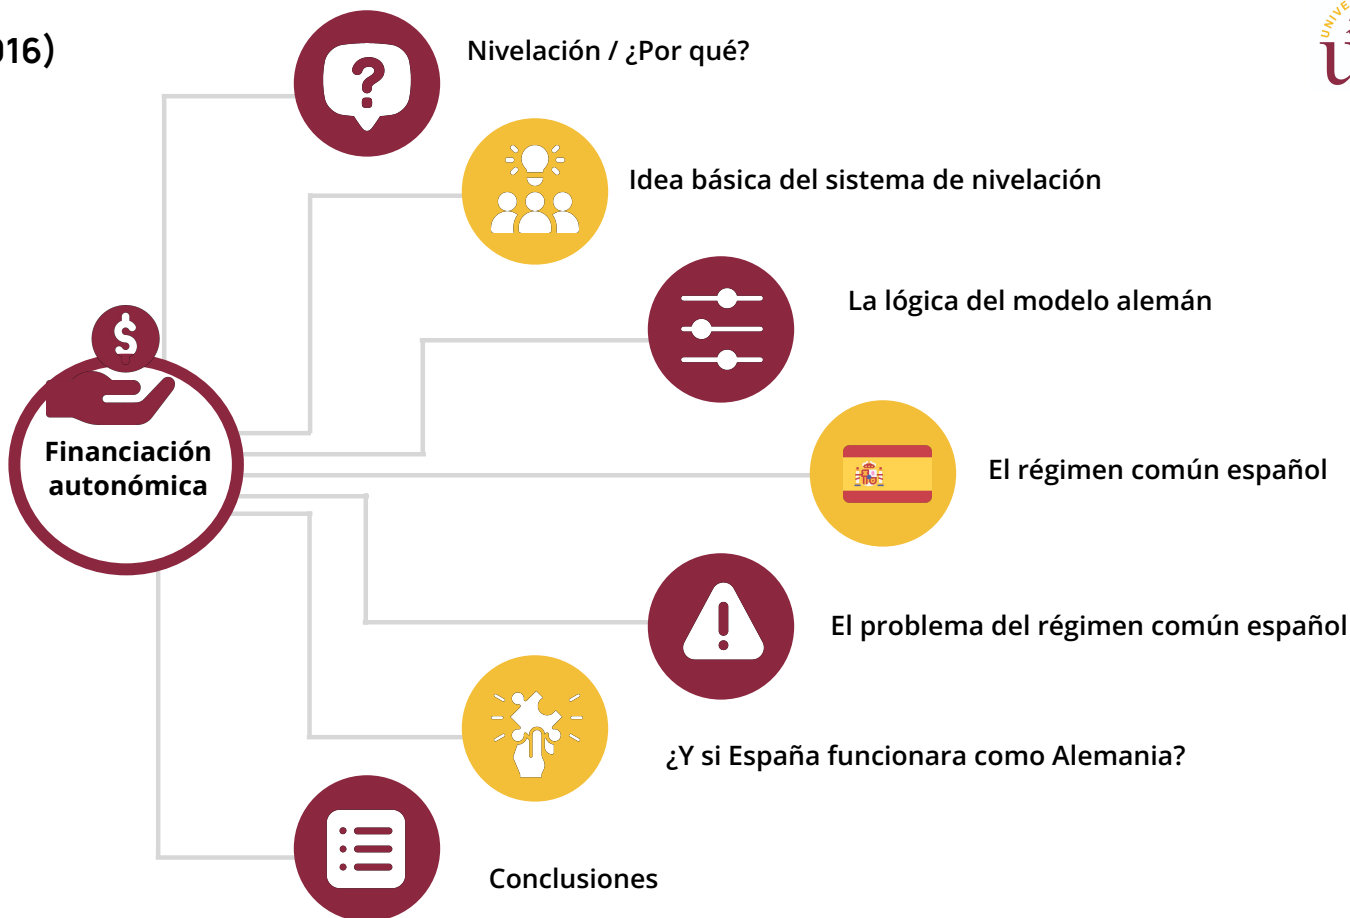 016)
Nivelación / ¿Por qué?
Idea básica del sistema de nivelación
La lógica del modelo alemán
$
Financiación
autonómica
El régimen común español
El problema del régimen común español
¿Y si España funcionara como Alemania?
Conclusiones